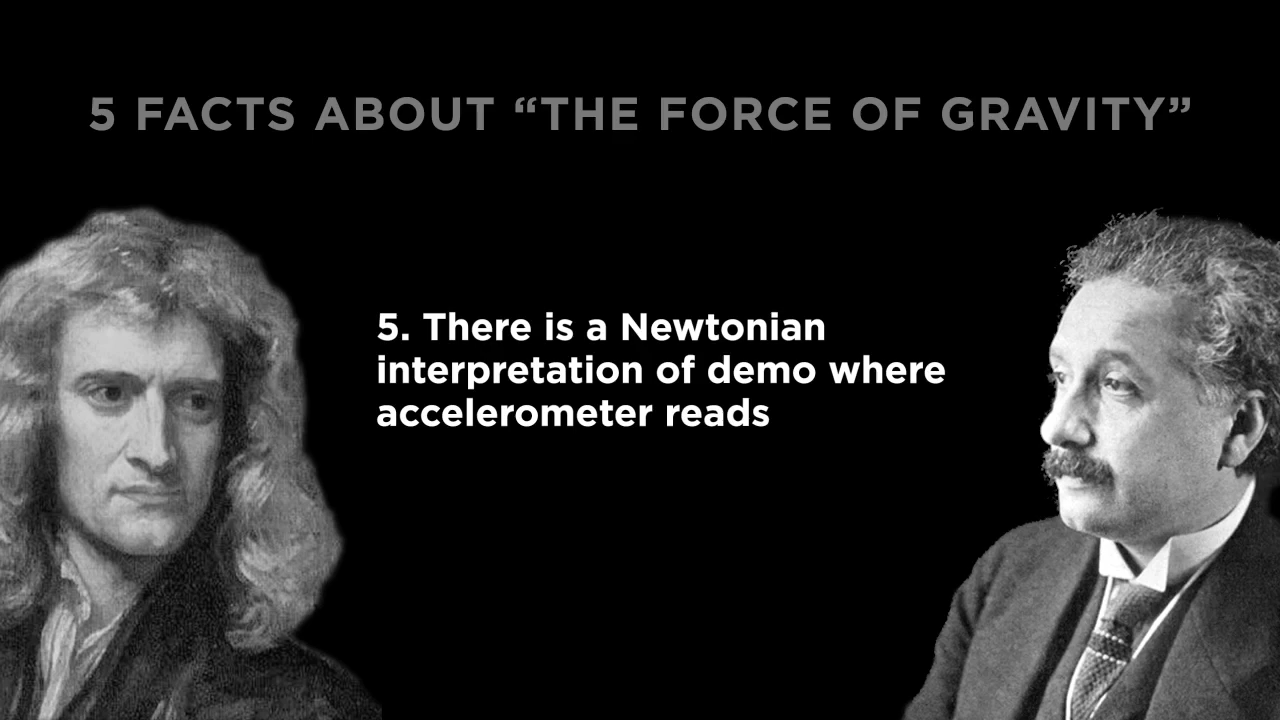 5 FACTS ABOUT “THE FORCE OF GRAVITY”
5. There is a Newtonian
interpretation of demo where
accelerometer reads